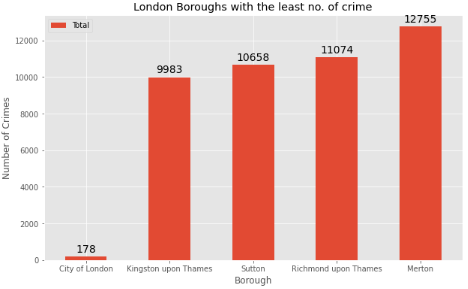 London Boroughs with the least no. of crime
Total
12755
11074
10658
9983
178
12000
10000
8000
6000
4000
2000
0
Number of Crimes
City of London Kingston upon Thames Sutton Richmond upon Thames Merton
Borough